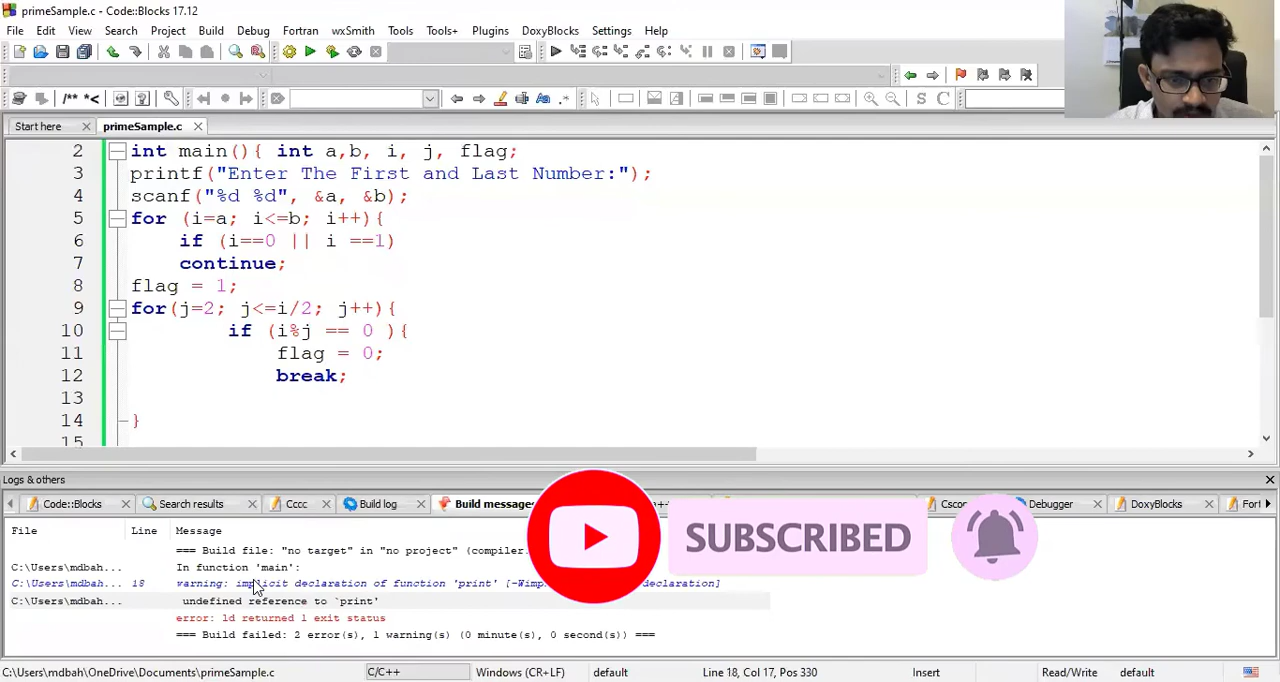 primeSample.c - Code::Blocks 17.12
File Edit View Search Project Build Debug Fortran wxSmith Tools Tools+ Plugins DoxyBlocks Settings Help
/** *< S C
Start here primeSample.c
2 int main(){ int a,b, i, j, flag;
3 printf("Enter The First and Last Number:");
4 scanf("%d %d", &a, &b);
5 for (i=a; i<=b; i++){
6 if (i==0 || i ==1)
7 continue;
8 flag = 1;
9 for(j=2; j<=i/2; j++){
10 if (i%j == 0 ){
11 flag = 0;
12 break;
13
14 }
15
Logs & others
Code::Blocks Search results Cccc Build log Build messages Debugger DoxyBlocks
File Line Message
=== Build file: "no target" in "no project" (compiler:
C:\Users\mdbah... In function 'main':
C:\Users\mdbah... 18 warning: implicit declaration of function 'print' declaration]
C:\Users\mdbah... undefined reference to `print'
error: ld returned 1 exit status
=== Build failed: 2 error(s), 1 warning(s) (0 minute(s), 0 second(s)) ===
SUBSCRIBED
C:\Users\mdbah\OneDrive\Documents\primeSample.c C/C++ Windows (CR+LF) default Line 18, Col 17, Pos 330 Insert Read/Write default